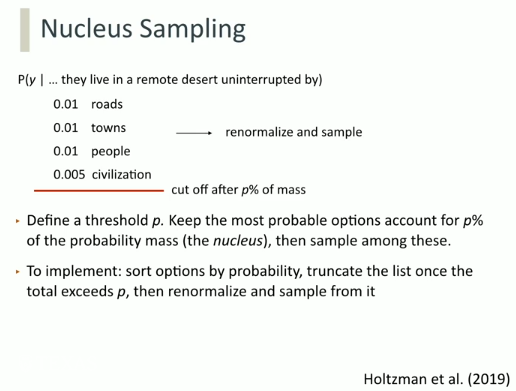 Nucleus Sampling
P(y | … they live in a remote desert uninterrupted by)
0.01 roads
0.01 towns
renormalize and sample
0.01 people
0.005 civilization
cut off after p% of mass
‣ Define a threshold p. Keep the most probable options account for p%
of the probability mass (the nucleus), then sample among these.
‣ To implement: sort options by probability, truncate the list once the
total exceeds p, then renormalize and sample from it
Holtzman et al. (2019)